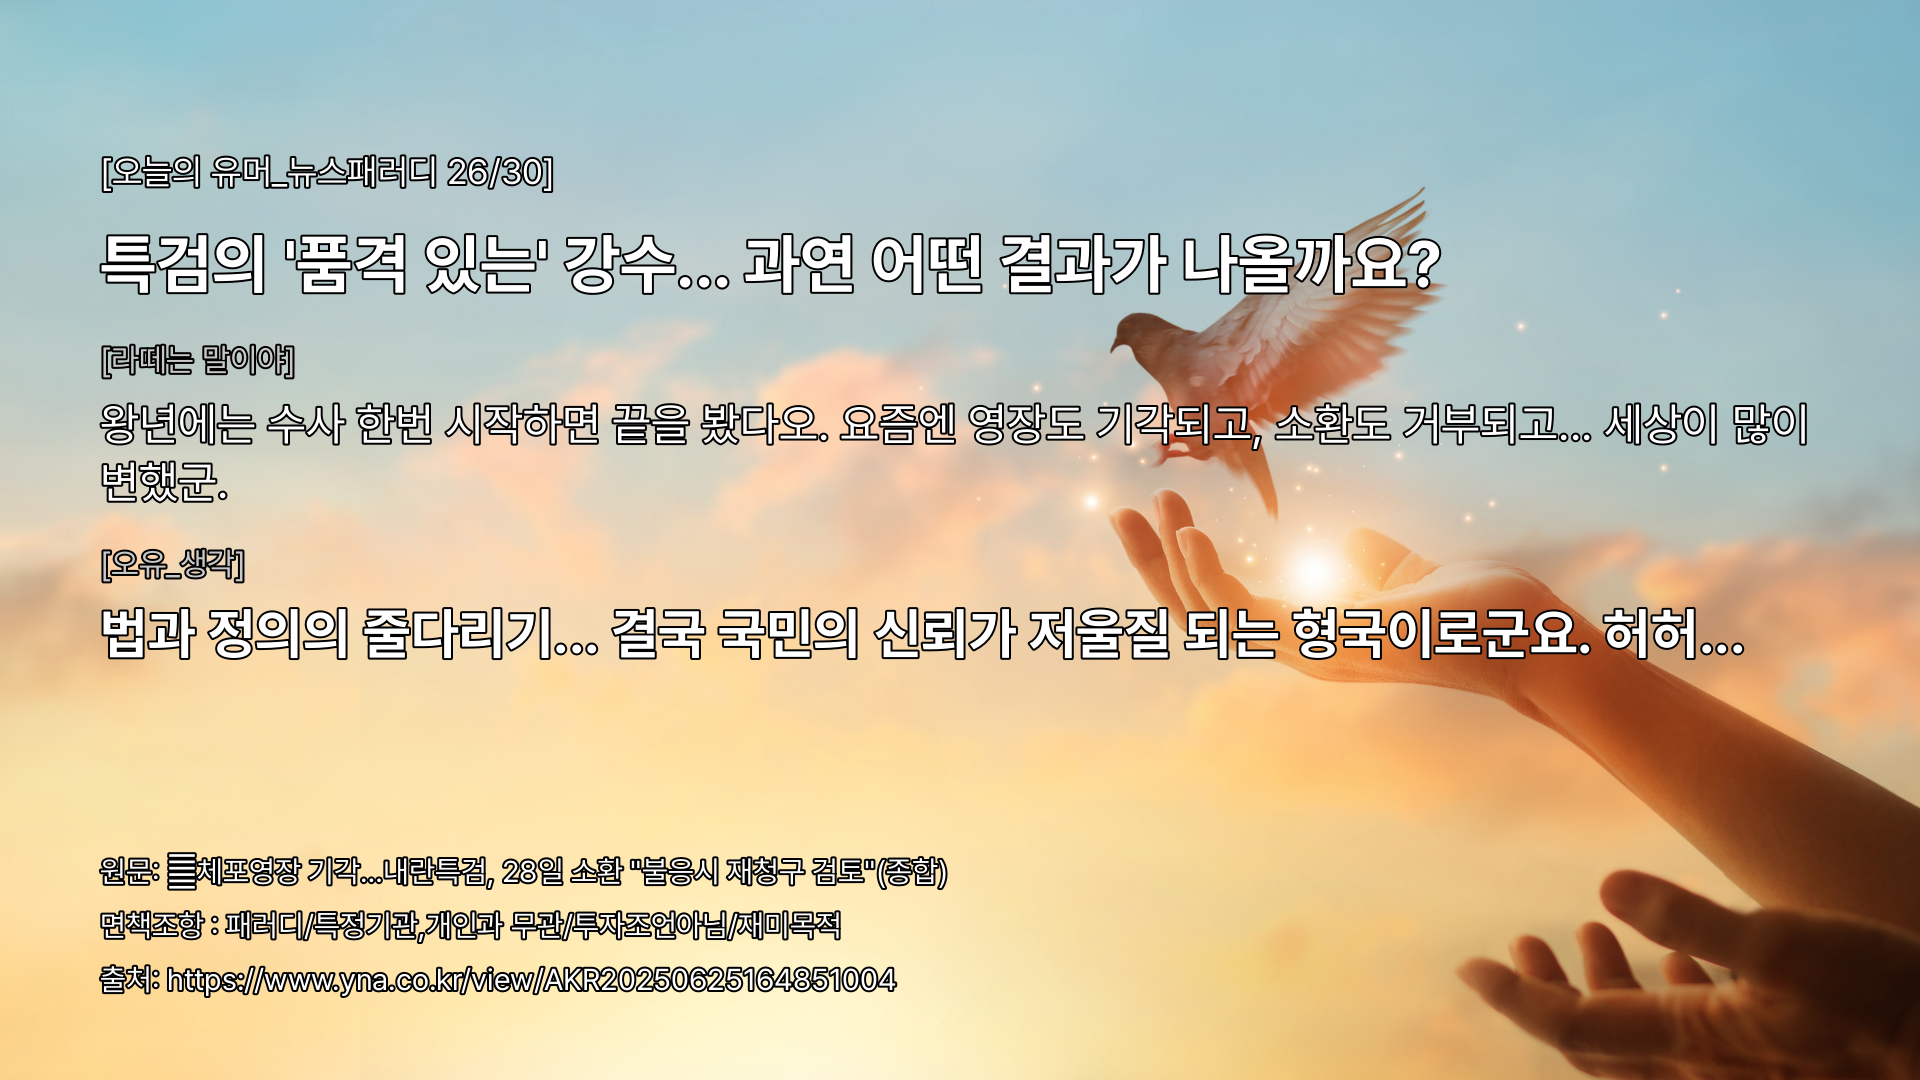 [오늘의 유머_뉴스패러디 26/30]
특검의 '품격 있는' 강수... 과연 어떤 결과가 나올까요?
[라떼는 말이야]
왕년에는 수사 한번 시작하면 끝을 봤다오. 요즘엔 영장도 기각되고, 소환도 거부되고... 세상이 많이
변했군.
[오유_생각]
법과 정의의 줄다리기... 결국 국민의 신뢰가 저울질 되는 형국이로군요. 허허...
원문: 체포영장 기각…내란특검, 28일 소환 "불응시 재청구 검토"(종합)
면책조항 : 패러디/특정기관,개인과 무관/투자조언아님/재미목적
출처: https://www.yna.co.kr/view/AKR20250625164851004